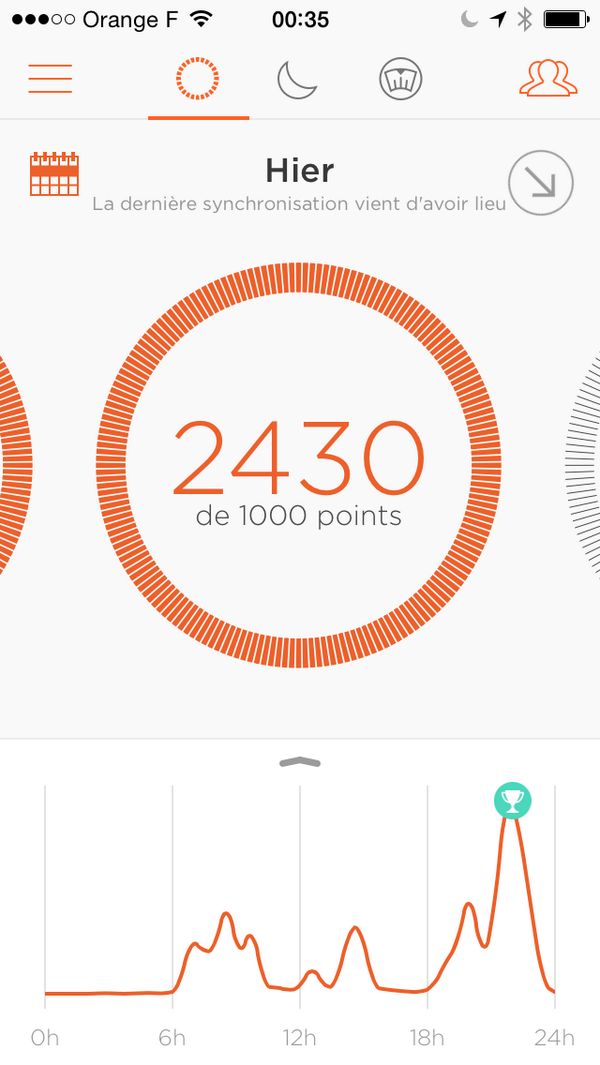 Orange F 00:35
Hier
La dernière synchronisation vient d'avoir lieu
2430
de 1000 points
0h 6h 12h 18h 24h